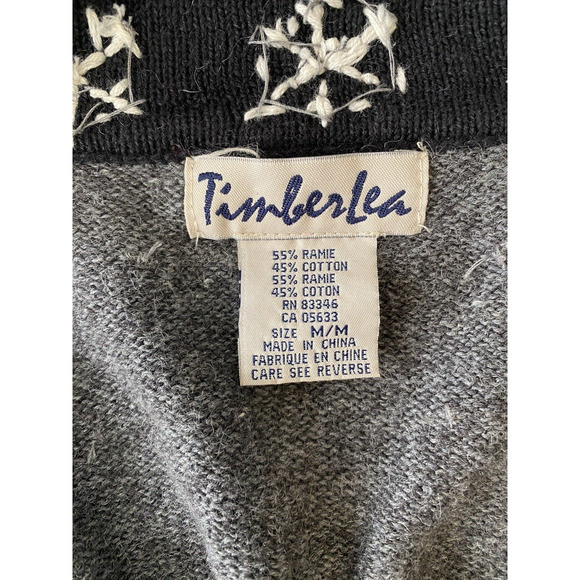 TimberLea
55% RAMIE
45% COTTON
55% RAMIE
45% COTON
RN 83346
CA 05633
SIZE M/M
MADE IN CHINA
FABRIQUE EN CHINE
CARE SEE REVERSE